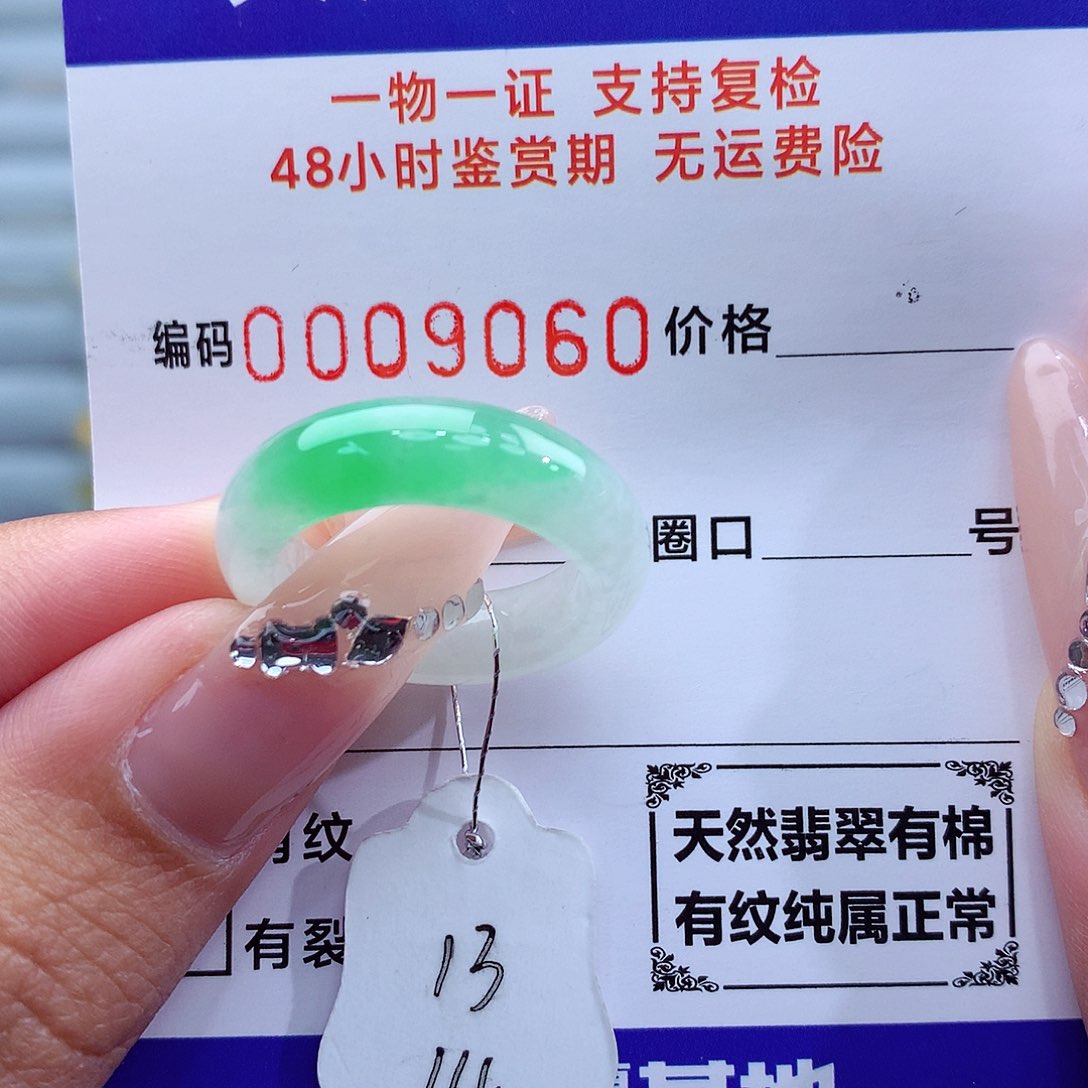 一物一证 支持复检
48小时鉴赏期 无运费险
编码0009060 价格
圈口 号
有纹
有裂
天然翡翠有棉
有纹纯属正常
13
基地